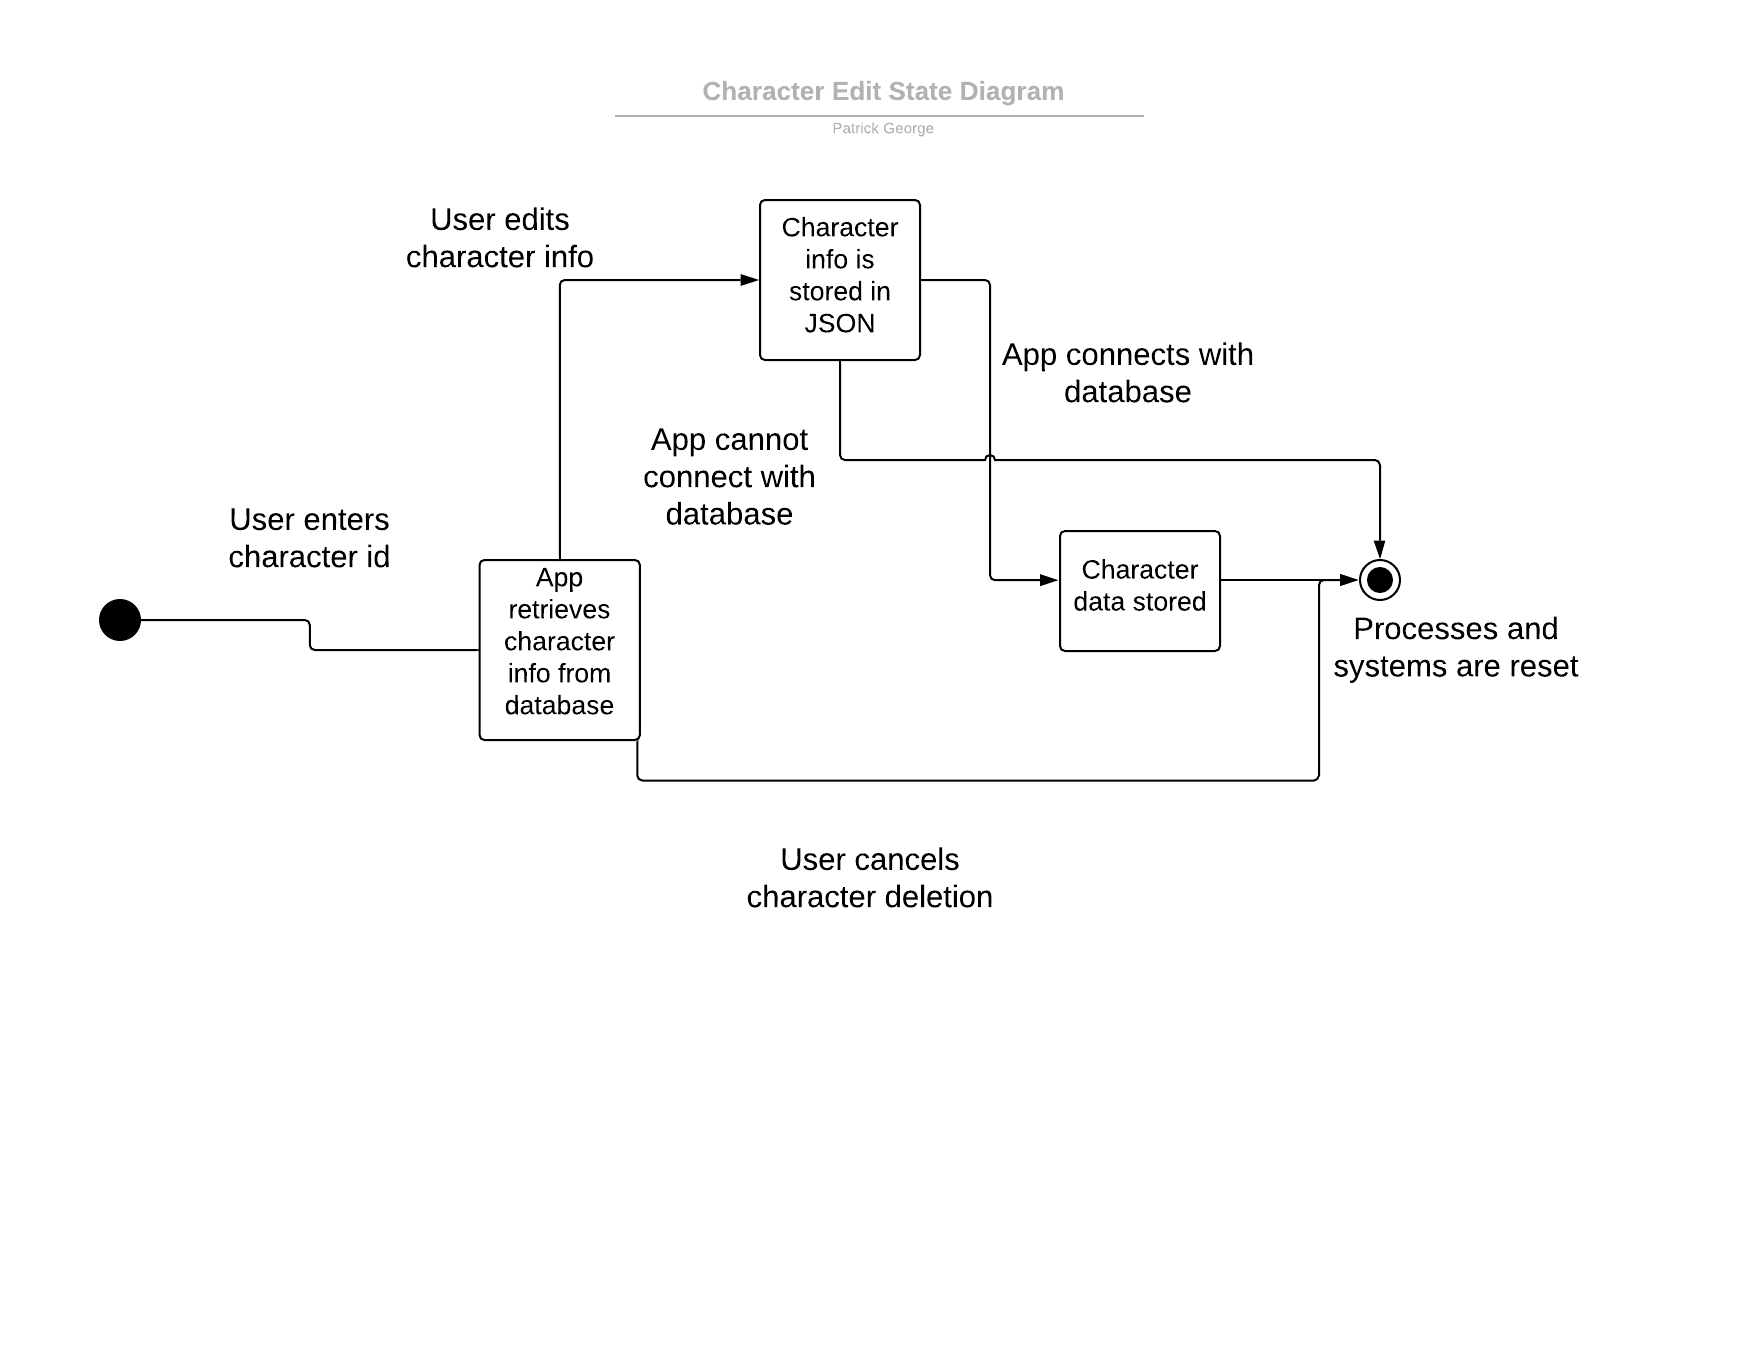 Character Edit State Diagram
Patrick George
User edits
character info
Character
info is
stored in
JSON
App connects with
database
App cannot
connect with
database
User enters
character id
App
retrieves
character
info from
database
Character
data stored
Processes and
systems are reset
User cancels
character deletion